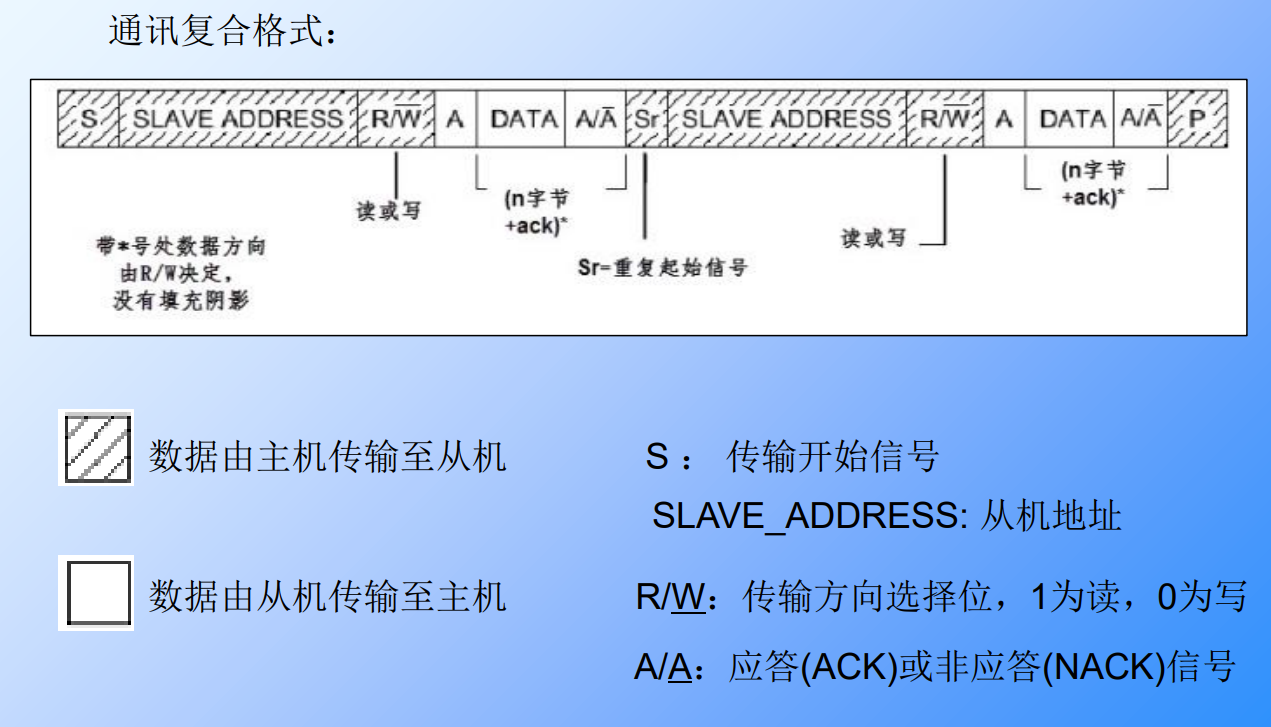 通讯复合格式：
S SLAVE ADDRESS R/W̅ A DATA A/A̅ Sr SLAVE ADDRESS R/W̅ A DATA A/A̅ P
读或写
(n字节
+ack)*
Sr=重复起始信号
读或写
(n字节
+ack)*
带*号处数据方向
由R/W决定，
没有填充阴影
数据由主机传输至从机
S ： 传输开始信号
SLAVE_ADDRESS: 从机地址
数据由从机传输至主机
R/W：传输方向选择位，1为读，0为写
A/A：应答(ACK)或非应答(NACK)信号